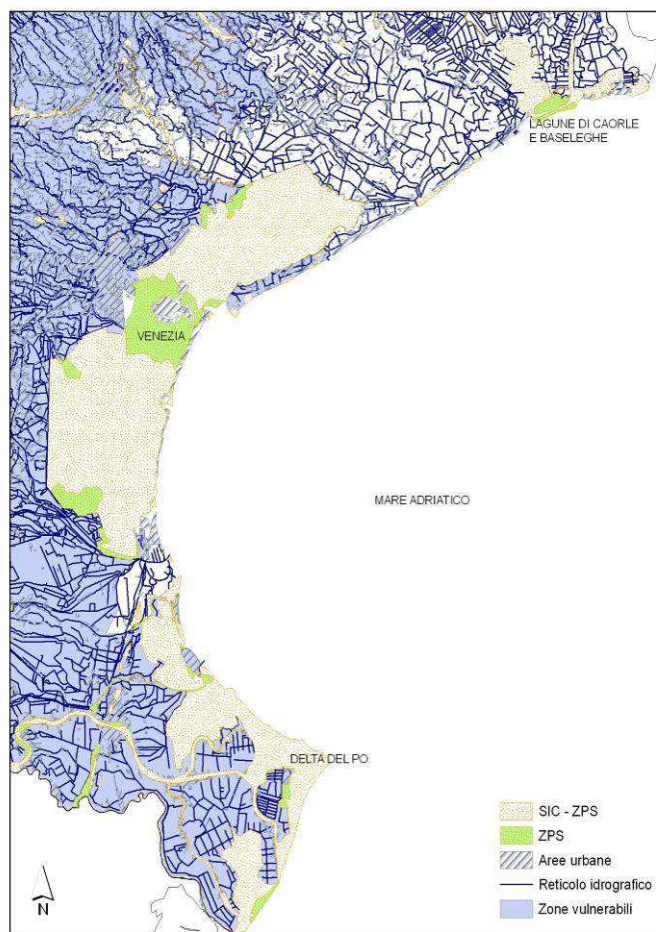 LAGUNE DI CAORLE
E BASELEGHE
VENEZIA
MARE ADRIATICO
DELTA DEL PO
SIC - ZPS
ZPS
Aree urbane
Reticolo idrografico
Zone vulnerabili
N